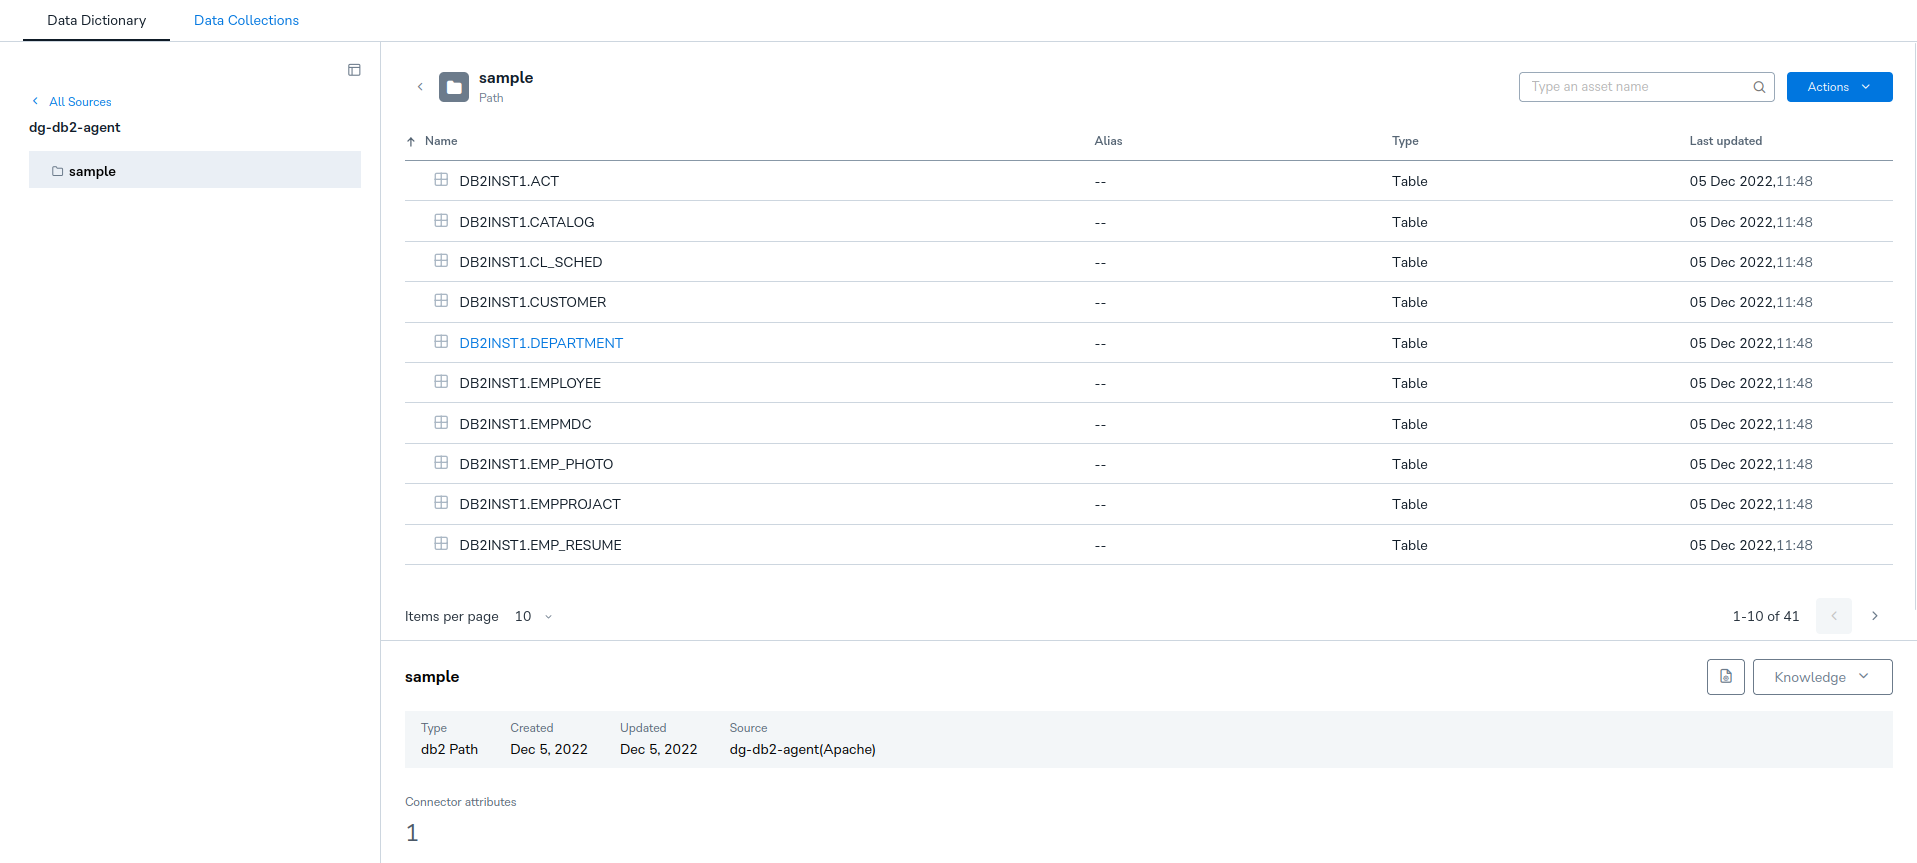 Data Dictionary Data Collections
All Sources
dg-db2-agent
sample
sample
Path
Type an asset name Actions
Name Alias Type Last updated
DB2INST1.ACT -- Table 05 Dec 2022,11:48
DB2INST1.CATALOG -- Table 05 Dec 2022,11:48
DB2INST1.CL_SCHED -- Table 05 Dec 2022,11:48
DB2INST1.CUSTOMER -- Table 05 Dec 2022,11:48
DB2INST1.DEPARTMENT -- Table 05 Dec 2022,11:48
DB2INST1.EMPLOYEE -- Table 05 Dec 2022,11:48
DB2INST1.EMPMDC -- Table 05 Dec 2022,11:48
DB2INST1.EMP_PHOTO -- Table 05 Dec 2022,11:48
DB2INST1.EMPPROJACT -- Table 05 Dec 2022,11:48
DB2INST1.EMP_RESUME -- Table 05 Dec 2022,11:48
Items per page 10 1-10 of 41
sample Knowledge
Type Created Updated Source
db2 Path Dec 5, 2022 Dec 5, 2022 dg-db2-agent(Apache)
Connector attributes
1